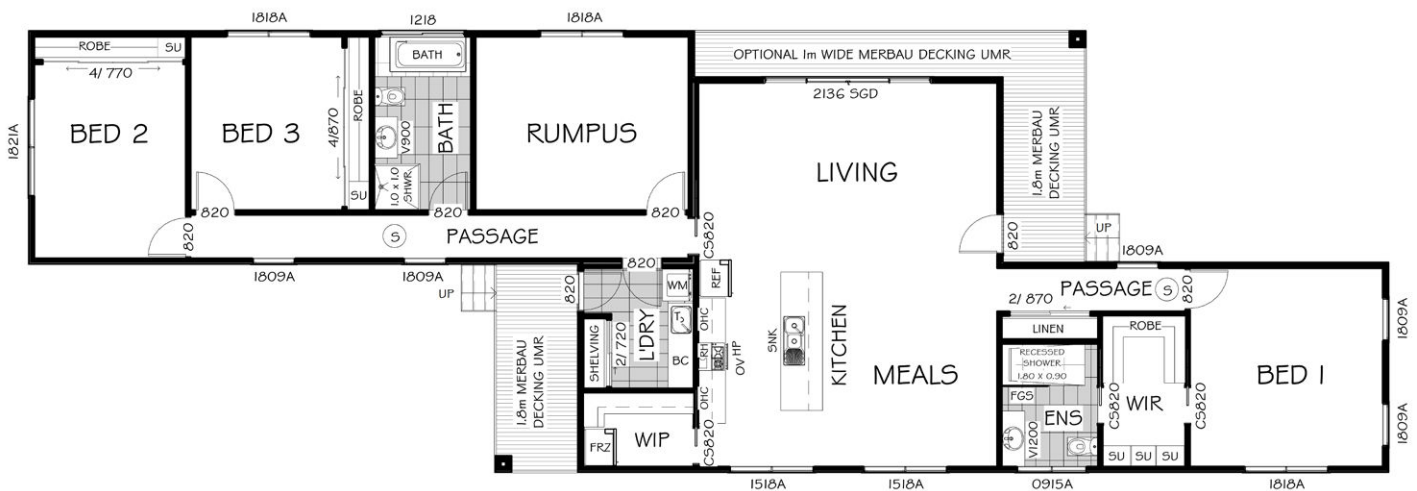 1818A
1218
1818A
ROBE
SU
4/ 770
BED 2
1821A
BED 3
ROBE
4/870
SU
BATH
V900
BATH
1.0 x 1.0
SHWR.
RUMPUS
OPTIONAL 1m WIDE MERBAU DECKING UMR
2136 SGD
LIVING
1.8m MERBAU
DECKING UMR
820
UP
820
820
820
820
PASSAGE
S
C5820
1809A
1809A
820
UP
820
WM
REF
1809A
1.8m MERBAU
DECKING UMR
SHELVING
2/ 720
L'DRY
T
BC
OHC
RH
HP
OV
OHC
SNK
KITCHEN
MEALS
FRZ
WIP
C5820
PASSAGE
S
820
2/ 870
LINEN
RECESSED
SHOWER
1.80 X 0.90
FGS
ENS
V1200
C5820
ROBE
WIR
SU
SU
SU
C5820
BED 1
1809A
1809A
1518A
1518A
0915A
1818A